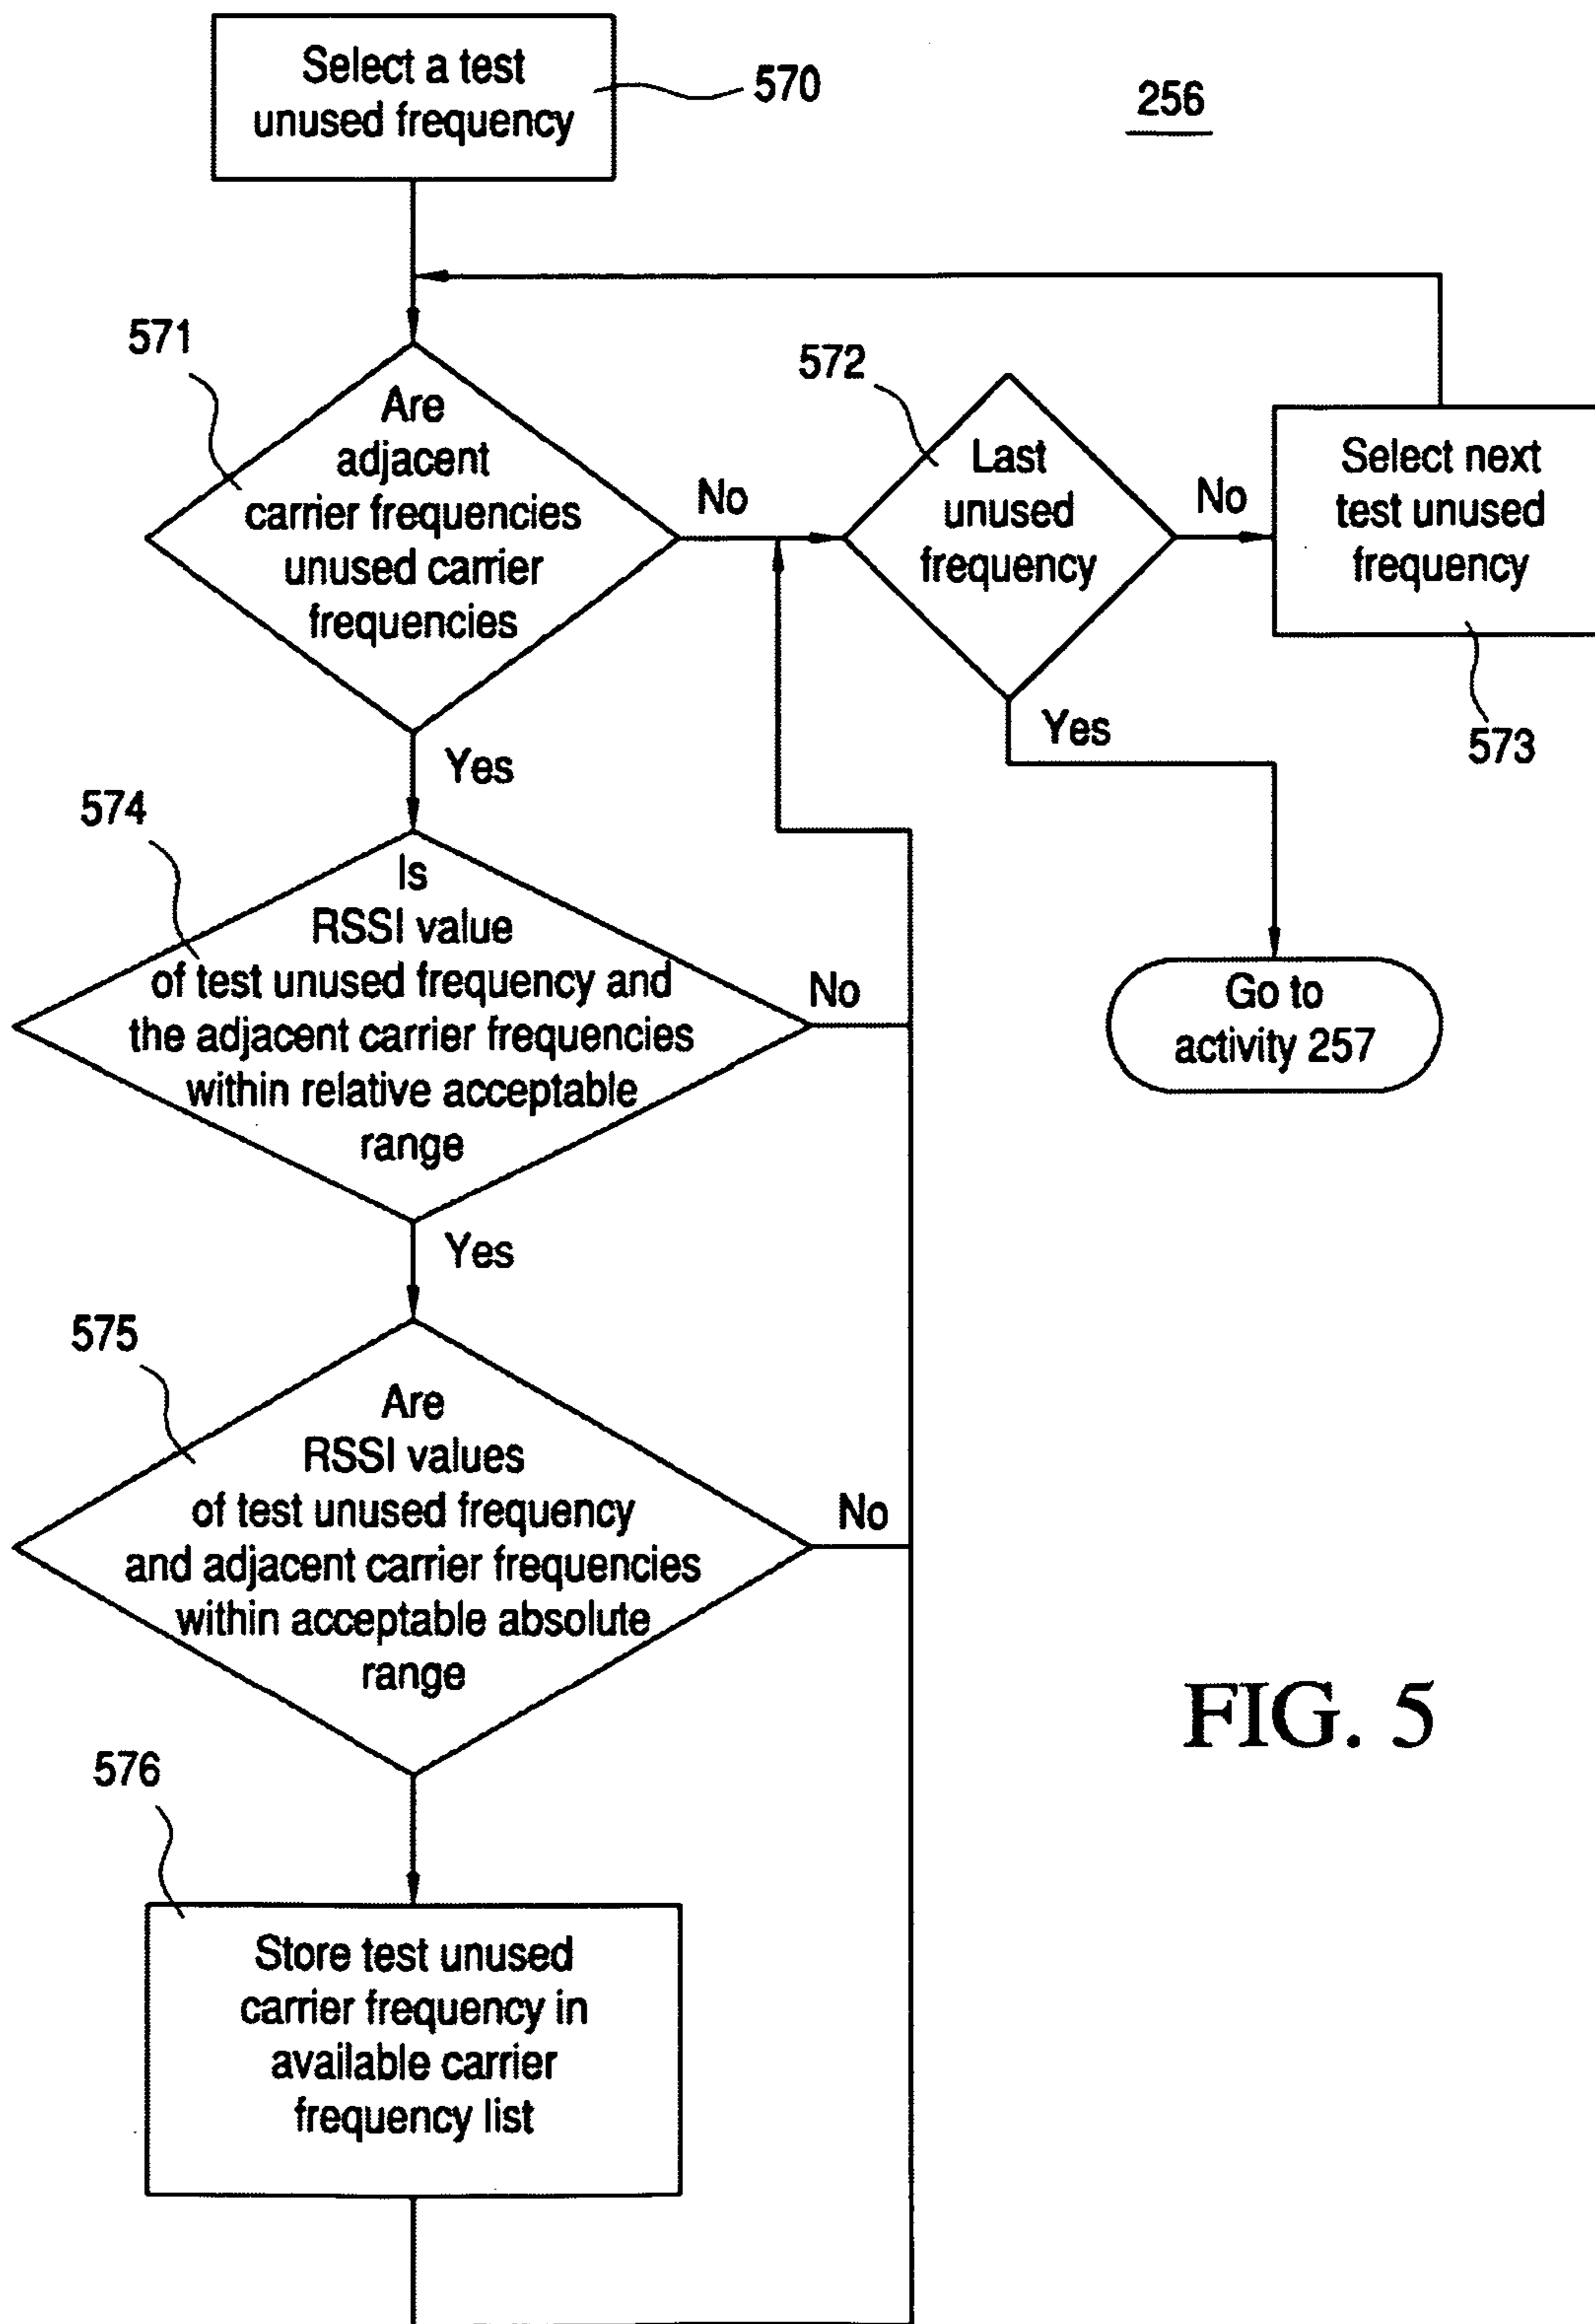 Select a test
unused frequency
570
256
571
Are
adjacent
carrier frequencies
unused carrier
frequencies
No
Yes
572
Last
unused
frequency
No
Yes
Select next
test unused
frequency
573
574
Is
RSSI value
of test unused frequency and
the adjacent carrier frequencies
within relative acceptable
range
No
Yes
Go to
activity 257
575
Are
RSSI values
of test unused frequency
and adjacent carrier frequencies
within acceptable absolute
range
No
576
Store test unused
carrier frequency in
available carrier
frequency list
FIG. 5